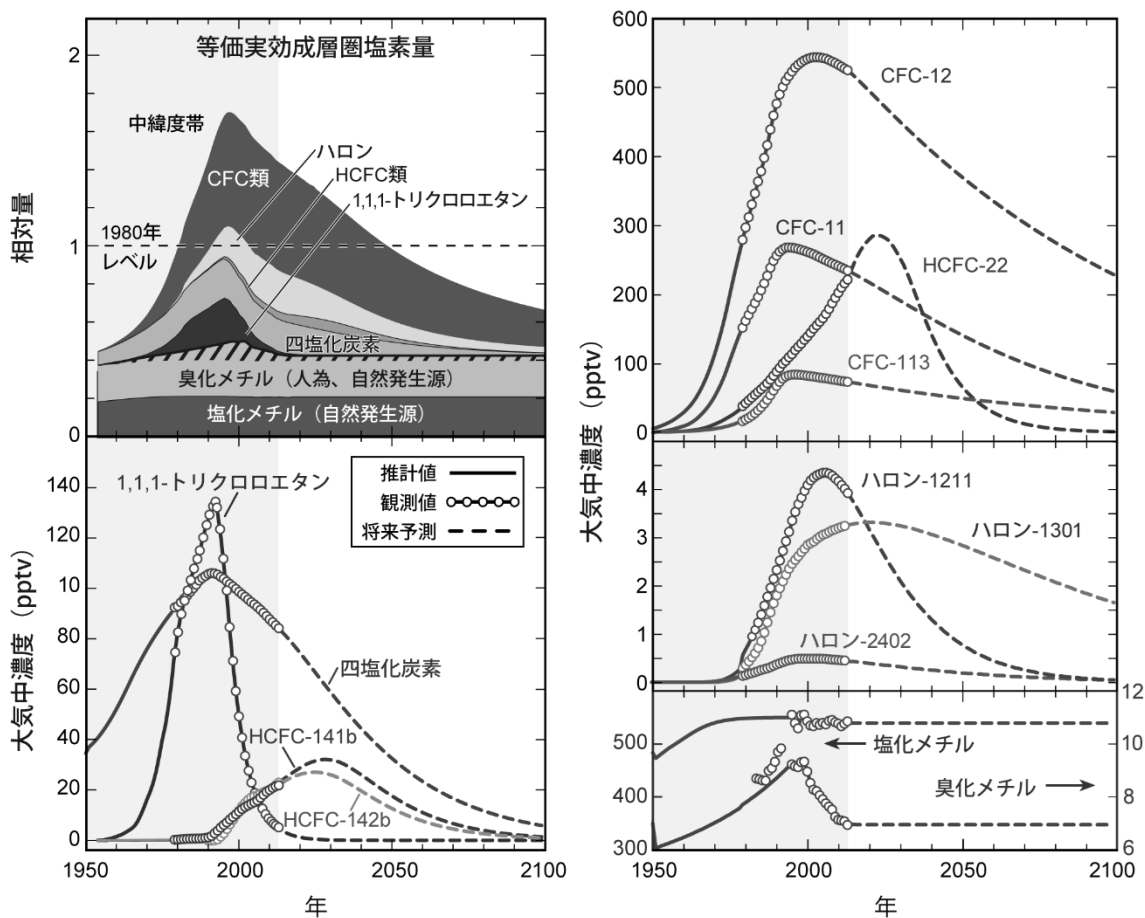 等価実効成層圏塩素量
2
1
0
相対量
中緯度帯
CFC類
ハロン
HCFC類
1,1,1-トリクロロエタン
1980年
レベル
四塩化炭素
臭化メチル（人為、自然発生源）
塩化メチル（自然発生源）
140
120
10
80
60
40
20
0
大気中濃度（pptv）
1,1,1-トリクロロエタン
推計値
観測値
将来予測
四塩化炭素
HCFC-141b
HCFC-142b
1950
2000
2050
2100
年
600
500
400
300
200
100
0
大気中濃度（pptv）
CFC-12
CFC-11
HCFC-22
CFC-113
1950
2000
2050
2100
4
3
2
1
0
ハロン-1211
ハロン-1301
ハロン-2402
500
400
300
12
10
8
6
塩化メチル
臭化メチル
1950
2000
2050
2100
年